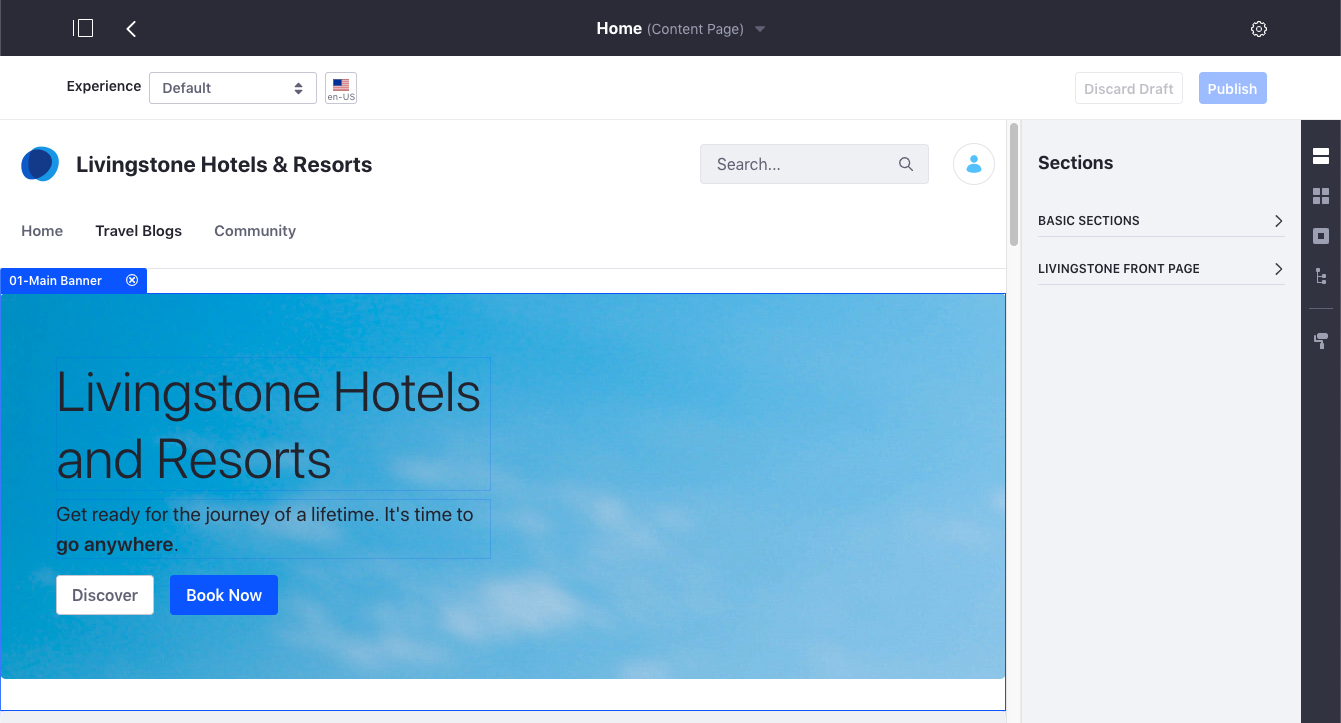 Home (Content Page)
Experience
Default
en-US
Discard Draft
Publish
Livingstone Hotels & Resorts
Search...
Home
Travel Blogs
Community
01-Main Banner
Livingstone Hotels
and Resorts
Get ready for the journey of a lifetime. It's time to
go anywhere.
Discover
Book Now
Sections
BASIC SECTIONS
LIVINGSTONE FRONT PAGE